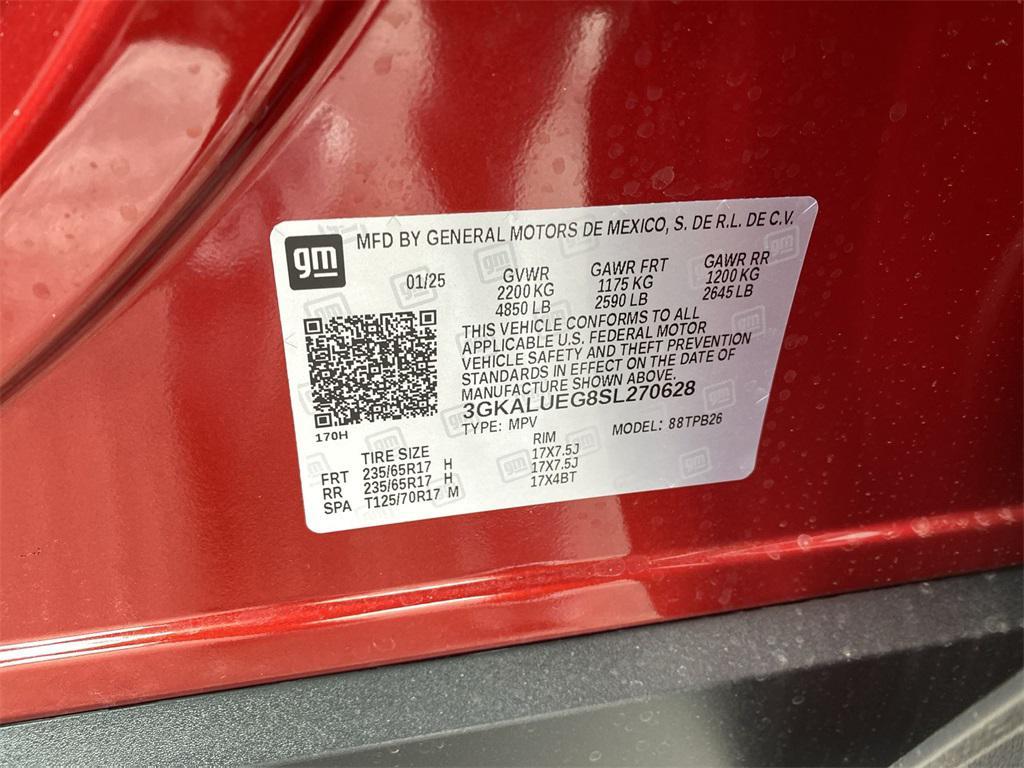 gm
MFD BY GENERAL MOTORS DE MEXICO, S. DE R.L. DE C.V.
01/25 GVWR GAWR FRT GAWR RR
2200 KG 1175 KG 1200 KG
4850 LB 2590 LB 2645 LB
THIS VEHICLE CONFORMS TO ALL
APPLICABLE U.S. FEDERAL MOTOR
VEHICLE SAFETY AND THEFT PREVENTION
STANDARDS IN EFFECT ON THE DATE OF
MANUFACTURE SHOWN ABOVE.
3GKALUEG8SL270628
170H
TYPE: MPV MODEL: 88TPB26
TIRE SIZE RIM
FRT 235/65R17 H 17X7.5J
RR 235/65R17 H 17X7.5J
SPA T125/70R17 M 17X4BT